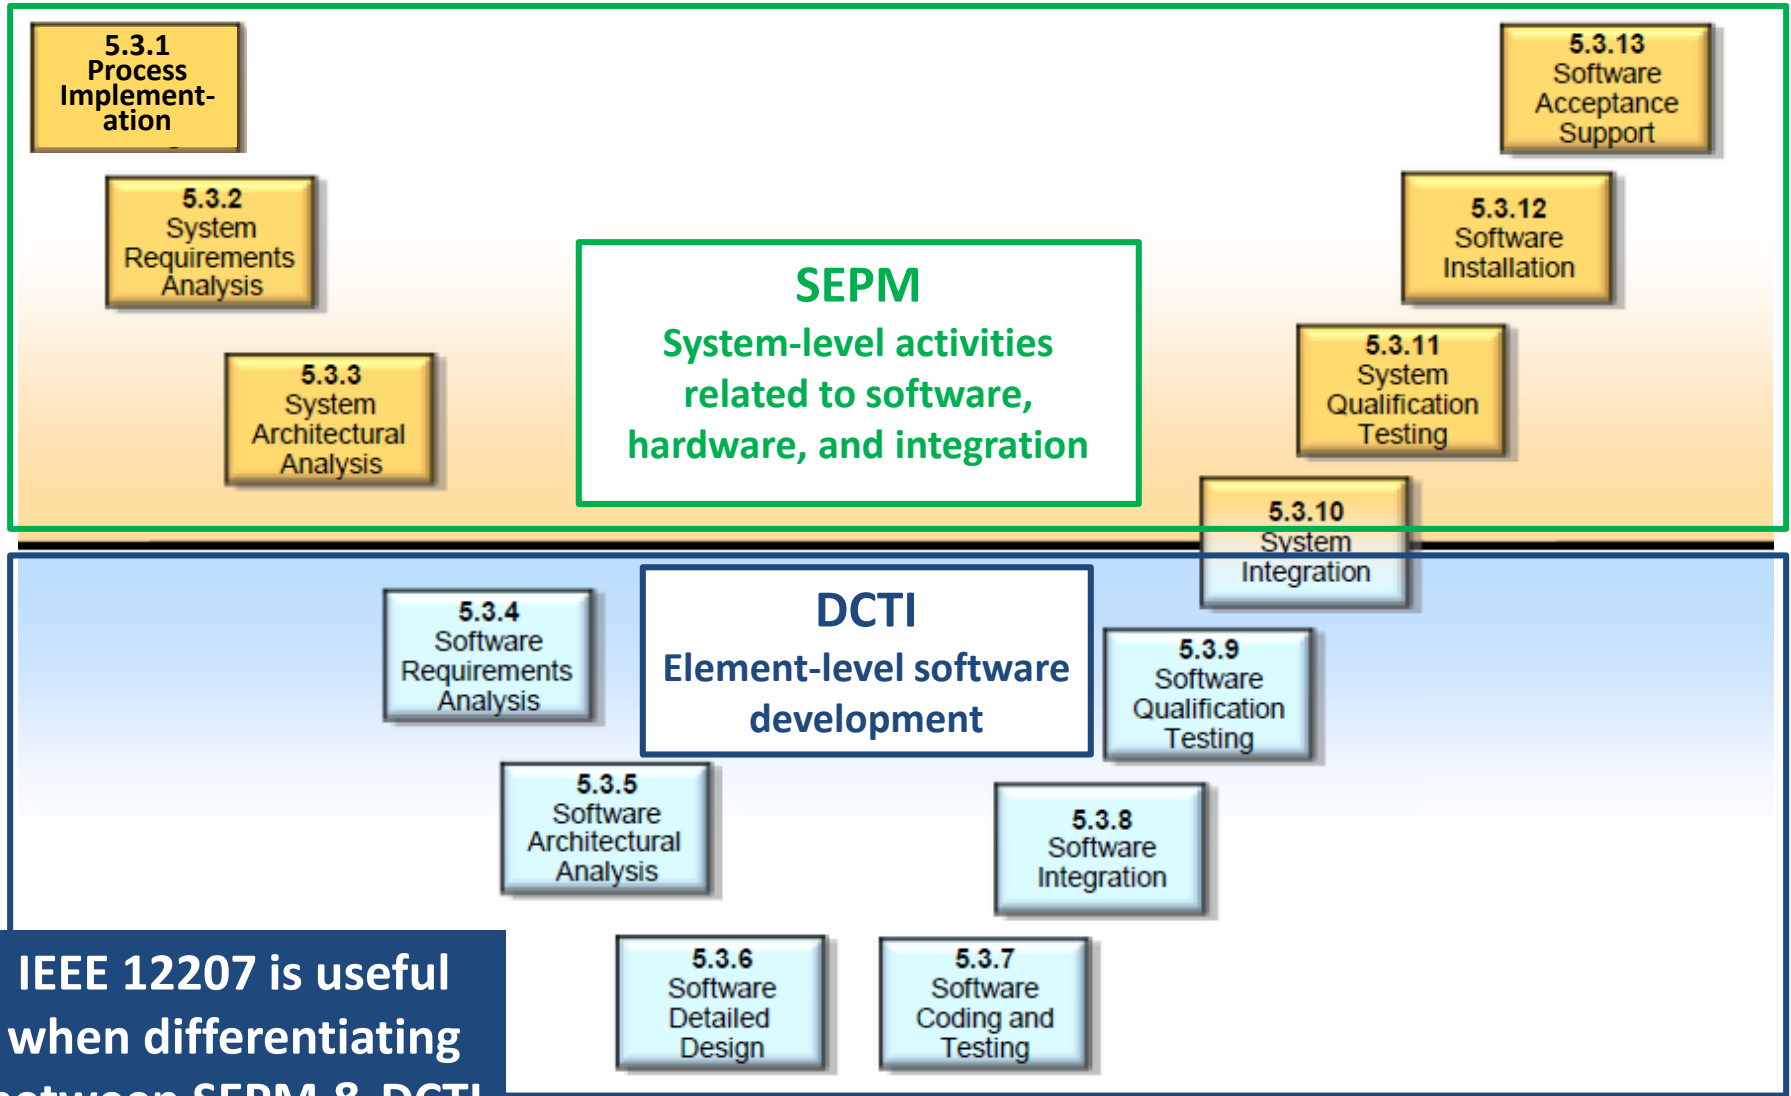 5.3.1
Process
Implement-
ation
5.3.2
System
Requirements
Analysis
5.3.3
System
Architectural
Analysis
SEPM
System-level activities
related to software,
hardware, and integration
5.3.13
Software
Acceptance
Support
5.3.12
Software
Installation
5.3.11
System
Qualification
Testing
5.3.10
System
Integration
5.3.4
Software
Requirements
Analysis
DCTI
Element-level software
development
5.3.9
Software
Qualification
Testing
5.3.5
Software
Architectural
Analysis
5.3.8
Software
Integration
5.3.6
Software
Detailed
Design
5.3.7
Software
Coding and
Testing
IEEE 12207 is useful
when differentiating
between SEPM & DCTI